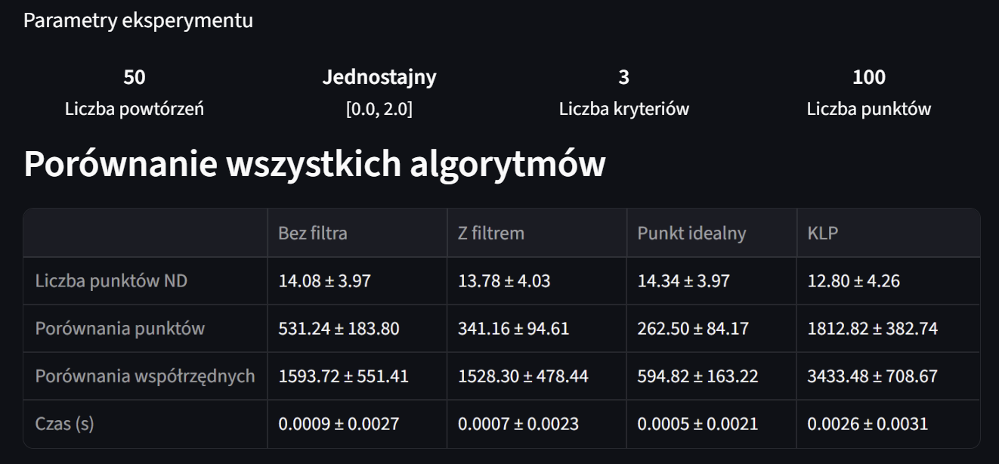 Parametry eksperymentu
50 Jednostajny 3 100
Liczba powtórzeń [0.0, 2.0] Liczba kryteriów Liczba punktów
Porównanie wszystkich algorytmów
Bez filtra Z filtrem Punkt idealny KLP
Liczba punktów ND 14.08 ± 3.97 13.78 ± 4.03 14.34 ± 3.97 12.80 ± 4.26
Porównania punktów 531.24 ± 183.80 341.16 ± 94.61 262.50 ± 84.17 1812.82 ± 382.74
Porównania współrzędnych 1593.72 ± 551.41 1528.30 ± 478.44 594.82 ± 163.22 3433.48 ± 708.67
Czas (s) 0.0009 ± 0.0027 0.0007 ± 0.0023 0.0005 ± 0.0021 0.0026 ± 0.0031